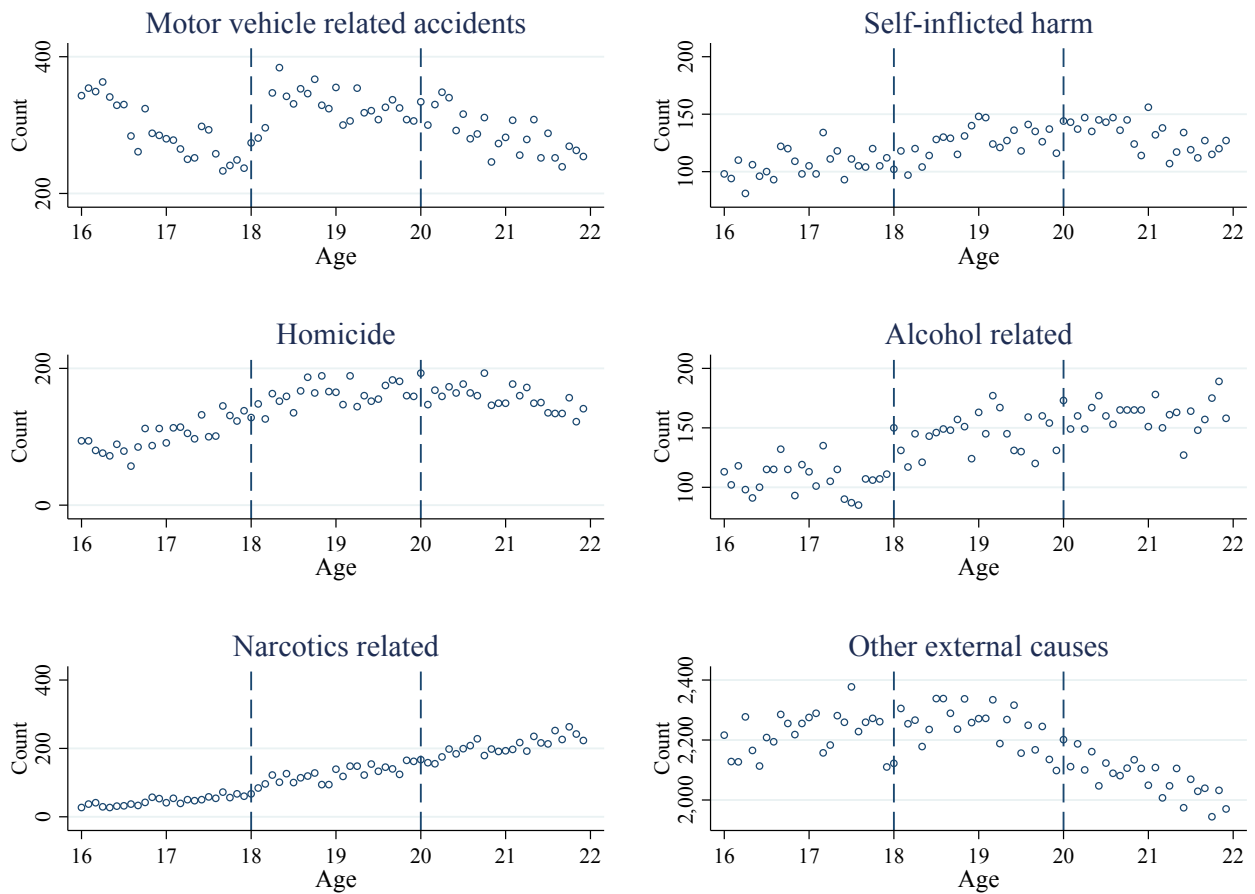 Motor vehicle related accidents
Count
200 400
16 17 18 19 20 21 22
Age
Self-inflicted harm
Count
100 150 200
16 17 18 19 20 21 22
Age
Homicide
Count
0 200
16 17 18 19 20 21 22
Age
Alcohol related
Count
100 150 200
16 17 18 19 20 21 22
Age
Narcotics related
Count
0 200 400
16 17 18 19 20 21 22
Age
Other external causes
Count
2,000 2,200 2,400
16 17 18 19 20 21 22
Age